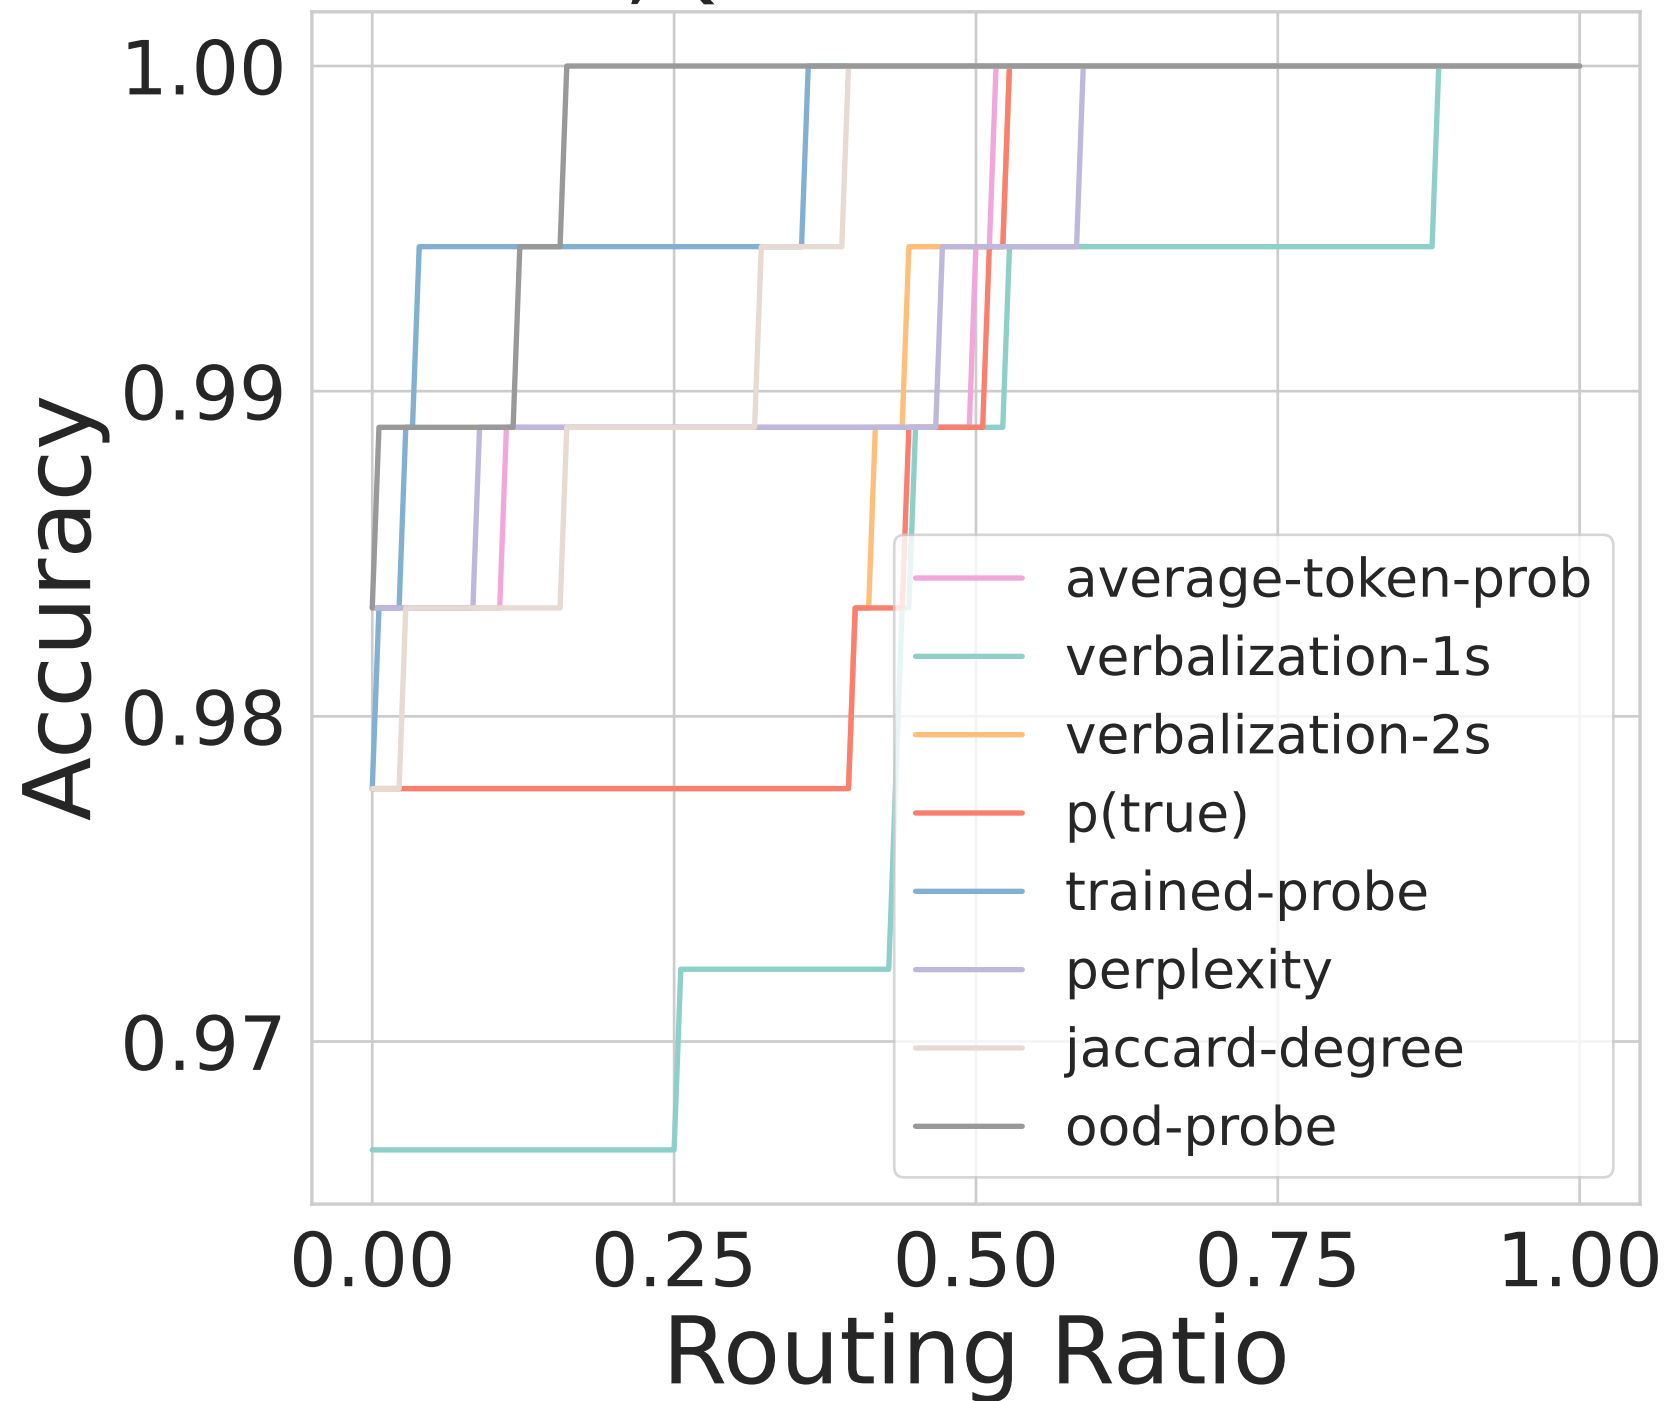 1.00
0.99
0.98
0.97
Accuracy
average-token-prob
verbalization-1s
verbalization-2s
p(true)
trained-probe
perplexity
jaccard-degree
ood-probe
0.00 0.25 0.50 0.75 1.00
Routing Ratio